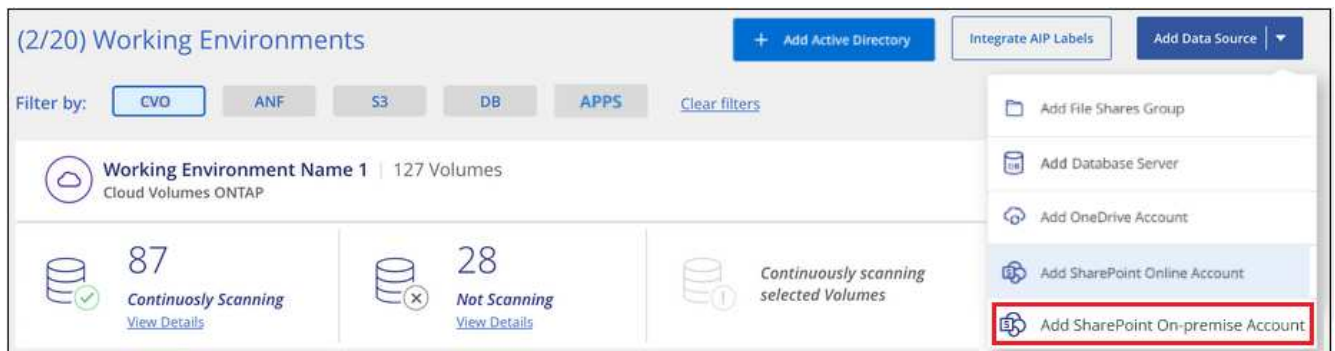 (2/20) Working Environments
+ Add Active Directory
Integrate AIP Labels
Add Data Source
Filter by: CVO ANF S3 DB APPS Clear filters
Working Environment Name 1 | 127 Volumes
Cloud Volumes ONTAP
87
Continuosly Scanning
View Details
28
Not Scanning
View Details
Continuously scanning
selected Volumes
Add File Shares Group
Add Database Server
Add OneDrive Account
Add SharePoint Online Account
Add SharePoint On-premise Account